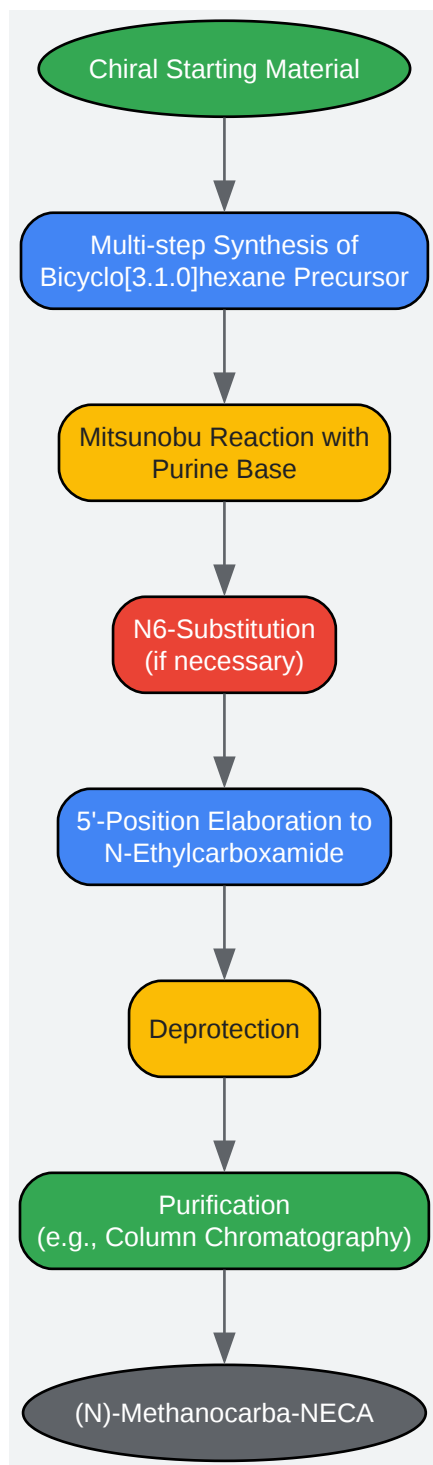 Chiral Starting Material
Multi-step Synthesis of
Bicyclo[3.1.0]hexane Precursor
Mitsunobu Reaction with
Purine Base
N6-Substitution
(if necessary)
5'-Position Elaboration to
N-Ethylcarboxamide
Deprotection
Purification
(e.g., Column Chromatography)
(N)-Methanocarba-NECA